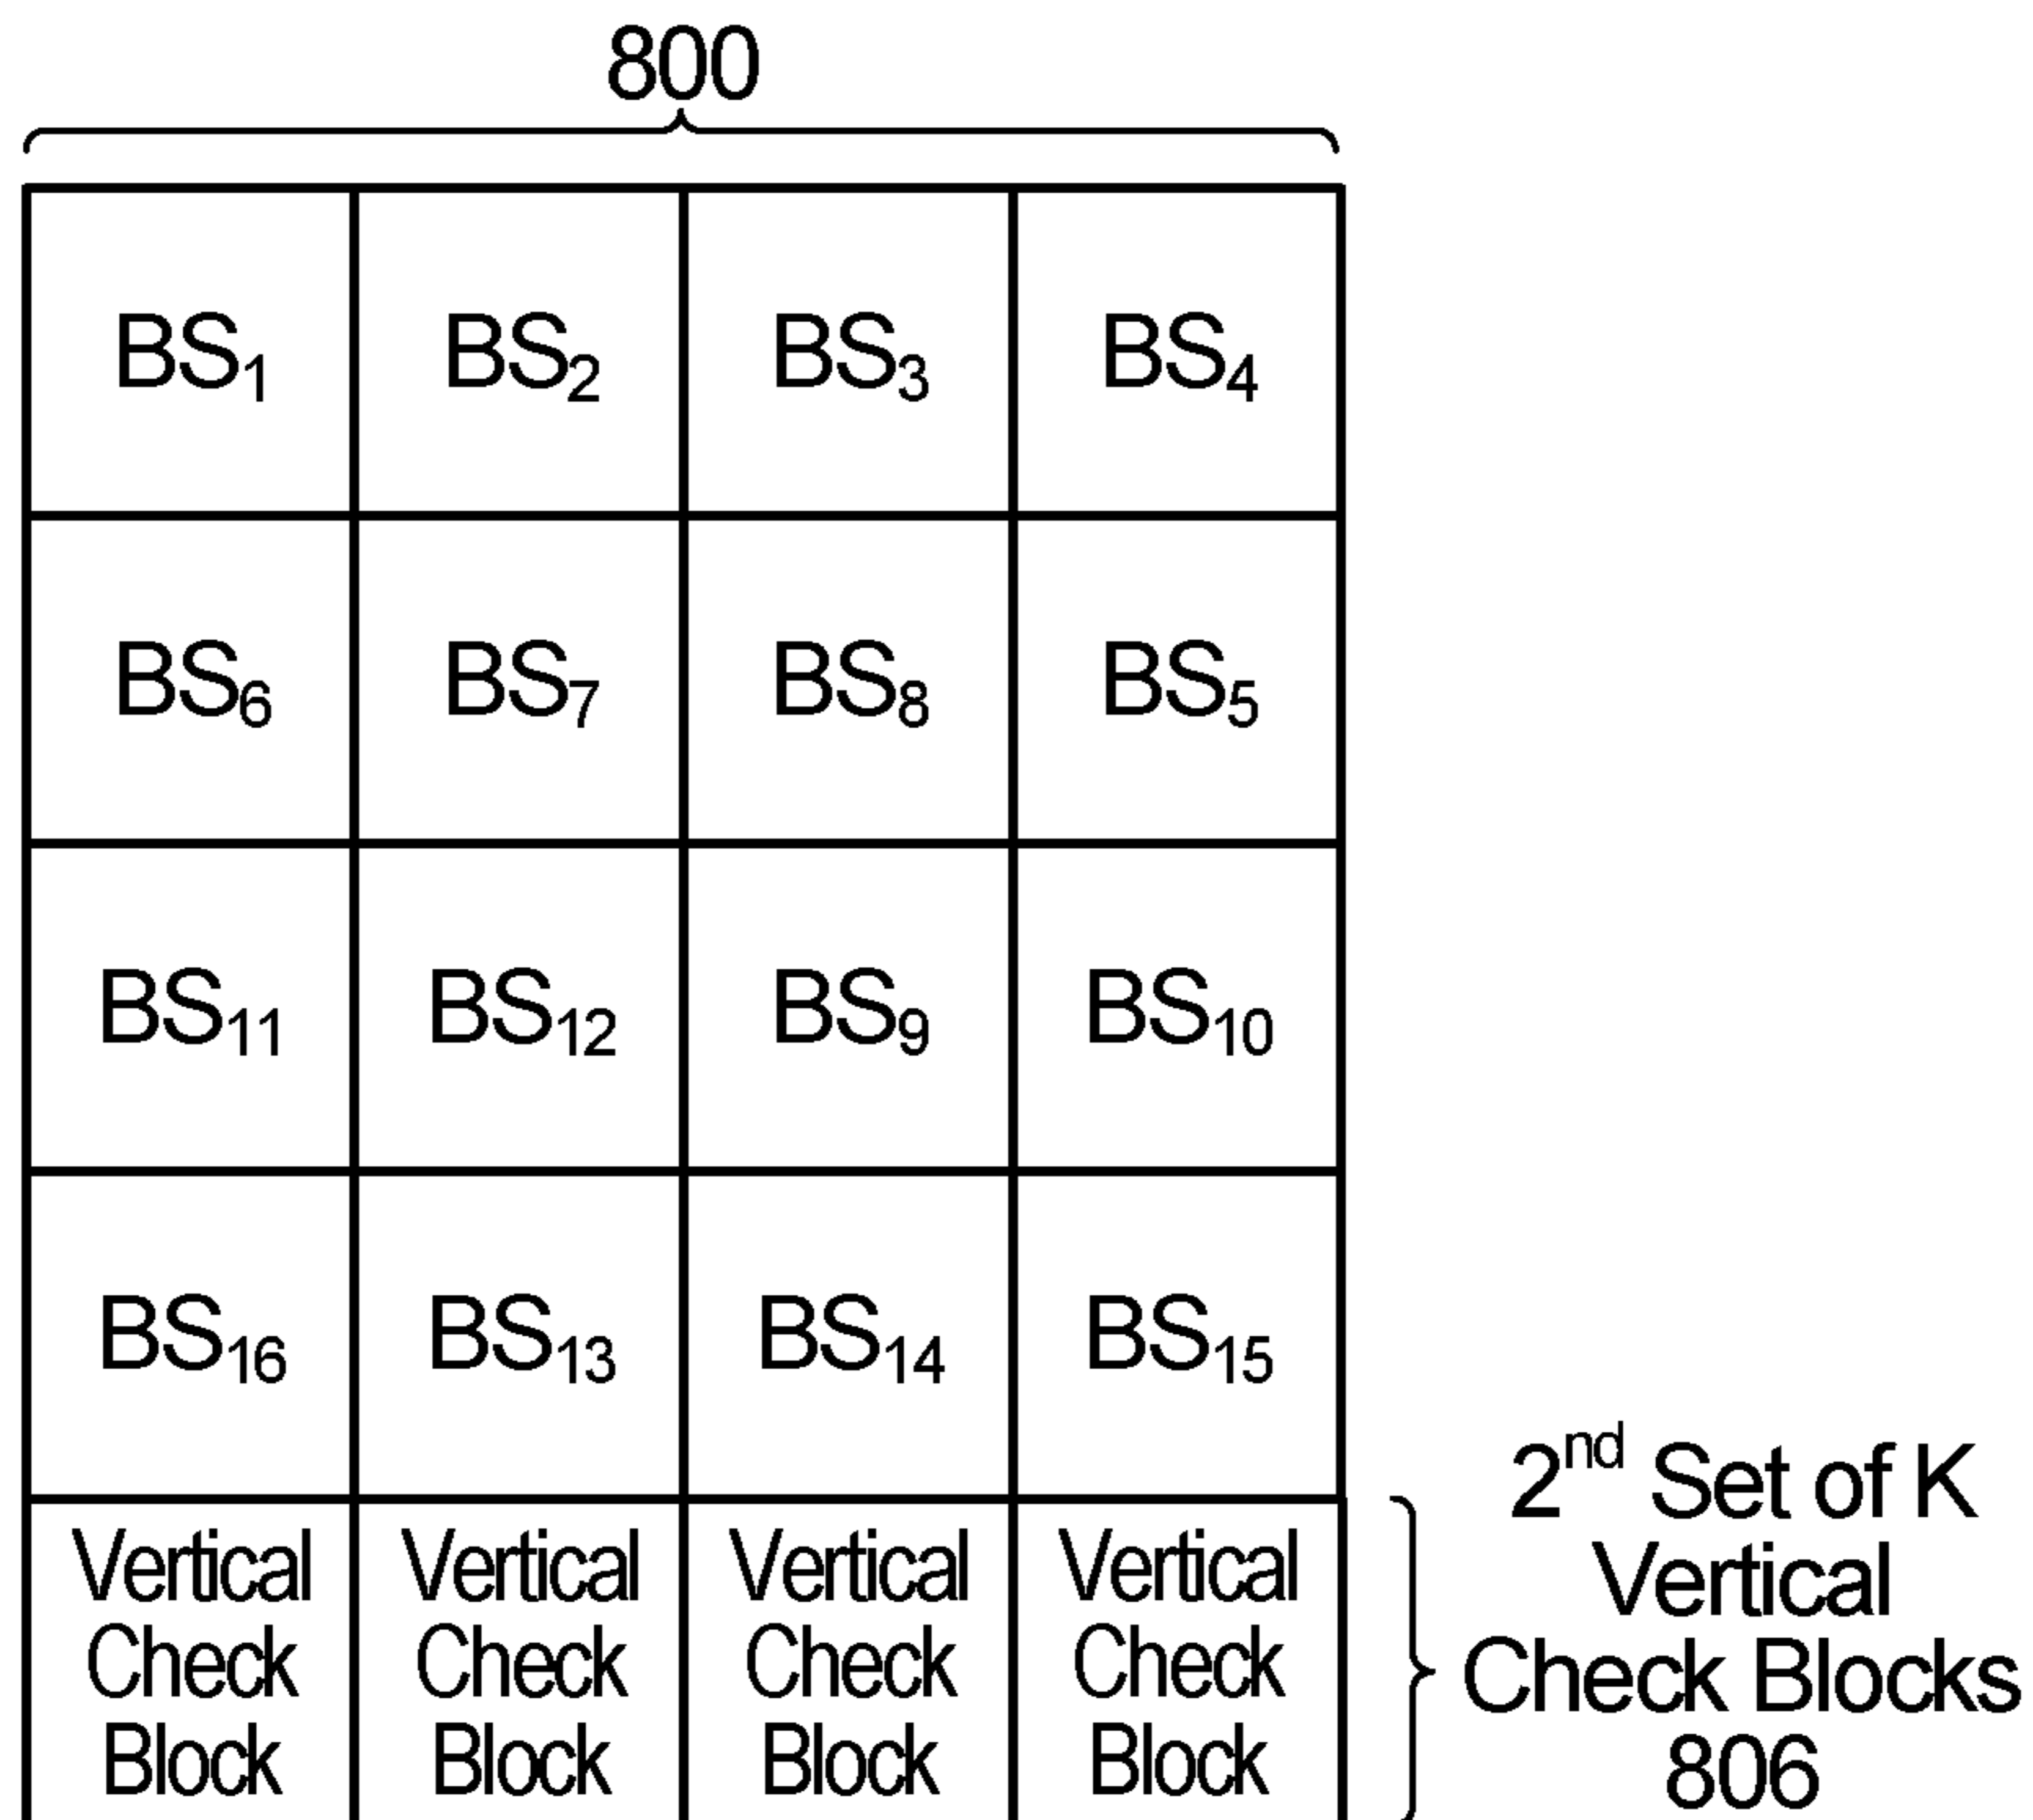 800
BS₁ BS₂ BS₃ BS₄
BS₆ BS₇ BS₈ BS₅
BS₁₁ BS₁₂ BS₉ BS₁₀
BS₁₆ BS₁₃ BS₁₄ BS₁₅
Vertical Vertical Vertical Vertical
Check Check Check Check
Block Block Block Block
2ⁿᵈ Set of K
Vertical
Check Blocks
806